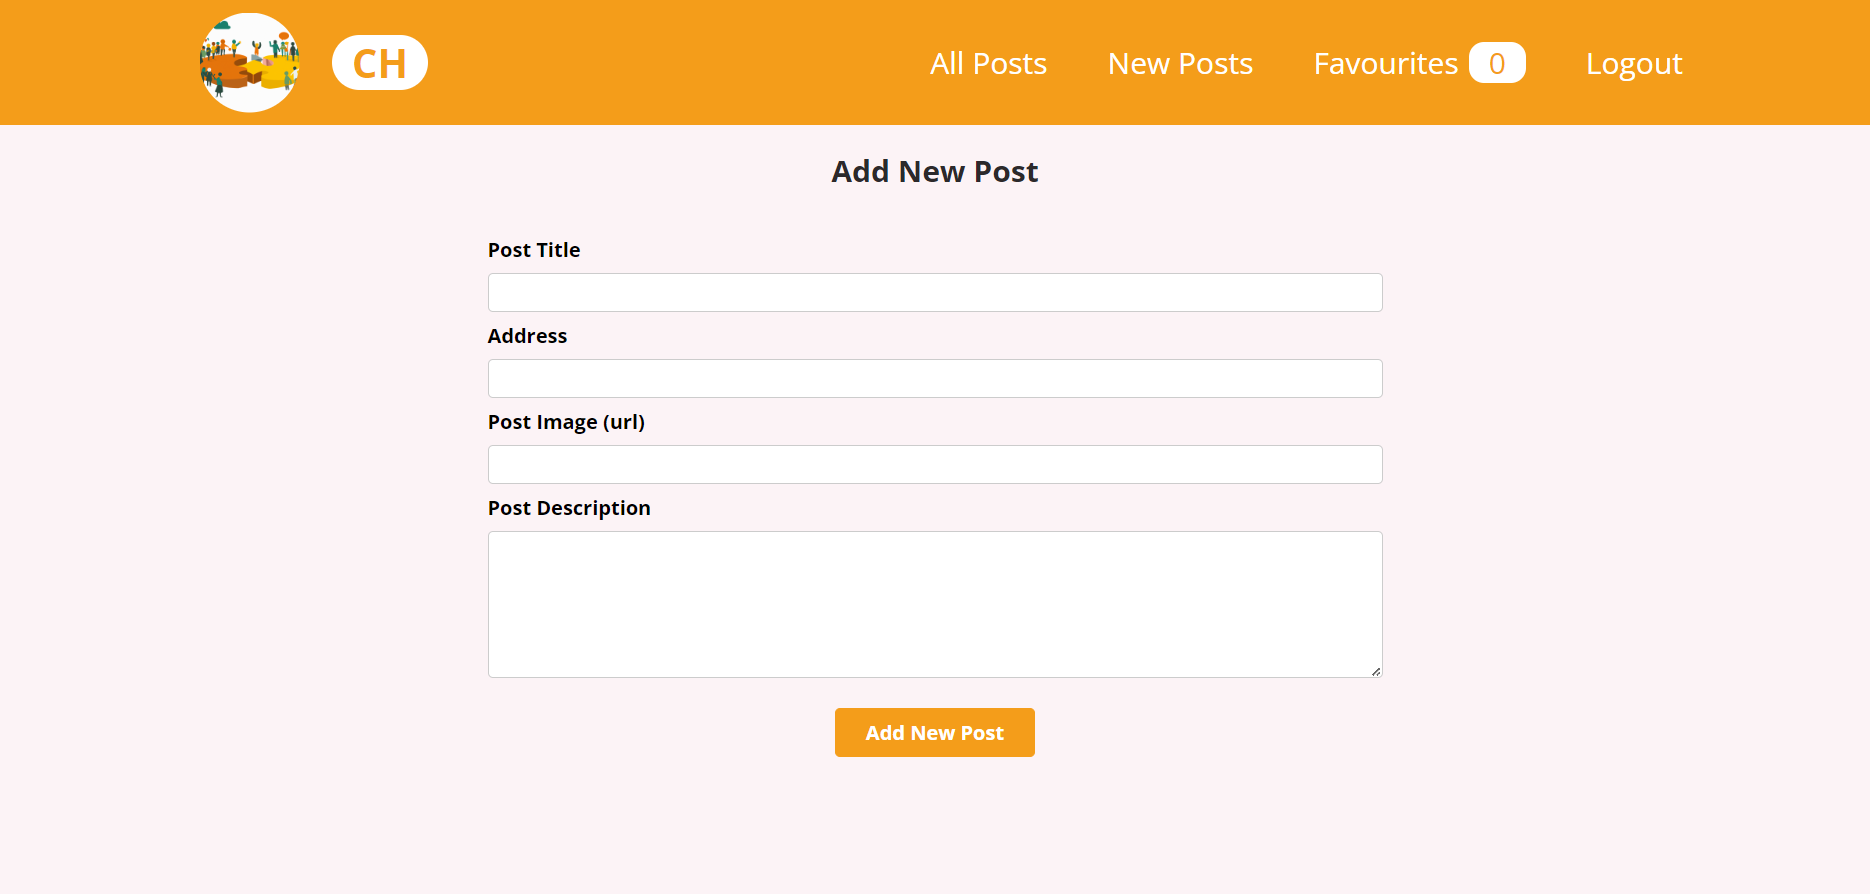 CH All Posts New Posts Favourites 0 Logout
Add New Post
Post Title
Address
Post Image (url)
Post Description
Add New Post